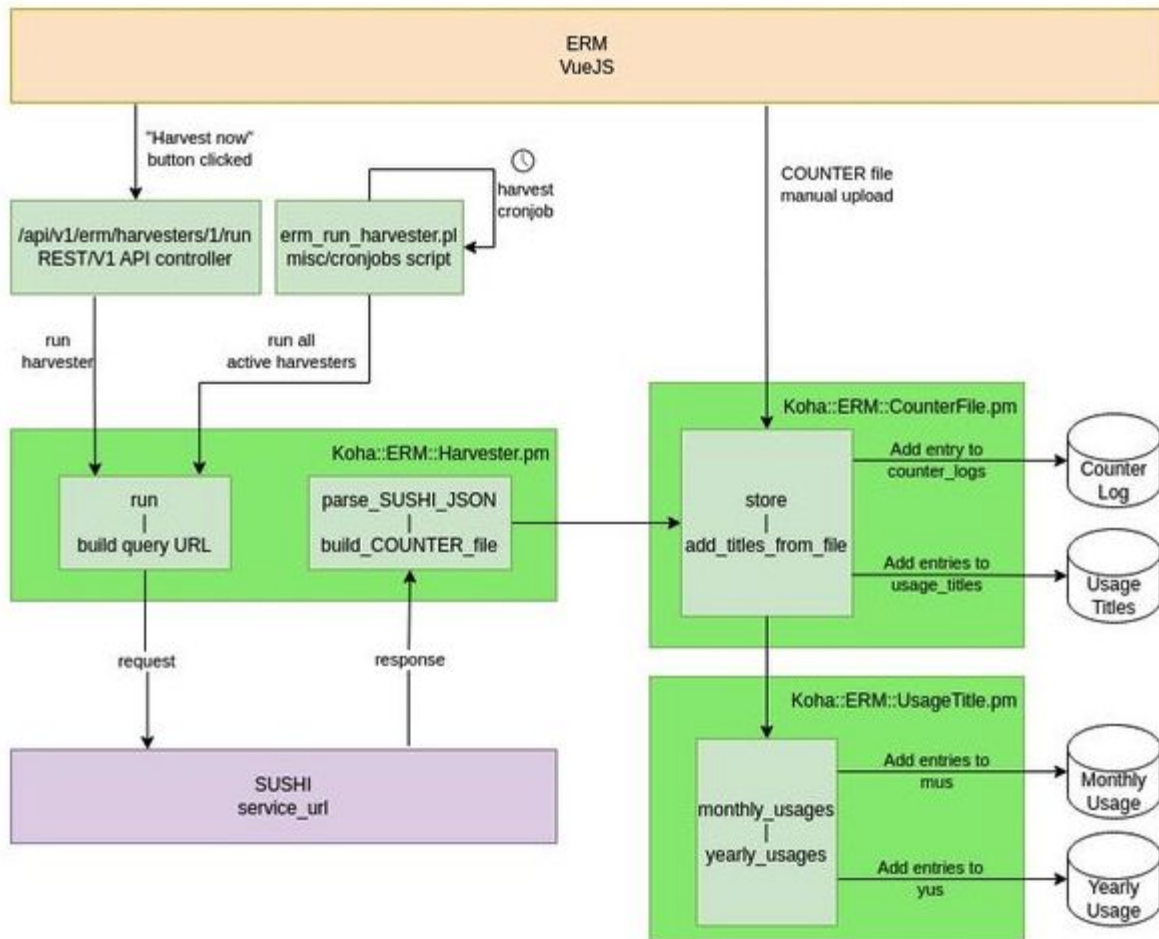 ERM
VueJS
"Harvest now"
button clicked
harvest
cronjob
COUNTER file
manual upload
/api/v1/erm/harvesters/1/run
REST/V1 API controller
erm_run_harvester.pl
misc/cronjobs script
run
harvester
run all
active harvesters
Koha::ERM::Harvester.pm
run
|
build query URL
parse_SUSHI_JSON
|
build_COUNTER_file
request
response
SUSHI
service_url
Koha::ERM::CounterFile.pm
store
|
add_titles_from_file
Add entry to
counter_logs
Counter
Log
Add entries to
usage_titles
Usage
Titles
Koha::ERM::UsageTitle.pm
monthly_usages
|
yearly_usages
Add entries to
mus
Monthly
Usage
Add entries to
yus
Yearly
Usage